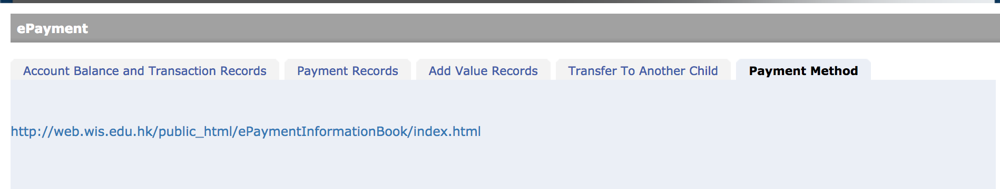 ePayment
Account Balance and Transaction Records Payment Records Add Value Records Transfer To Another Child Payment Method
http://web.wis.edu.hk/public_html/ePaymentInformationBook/index.html